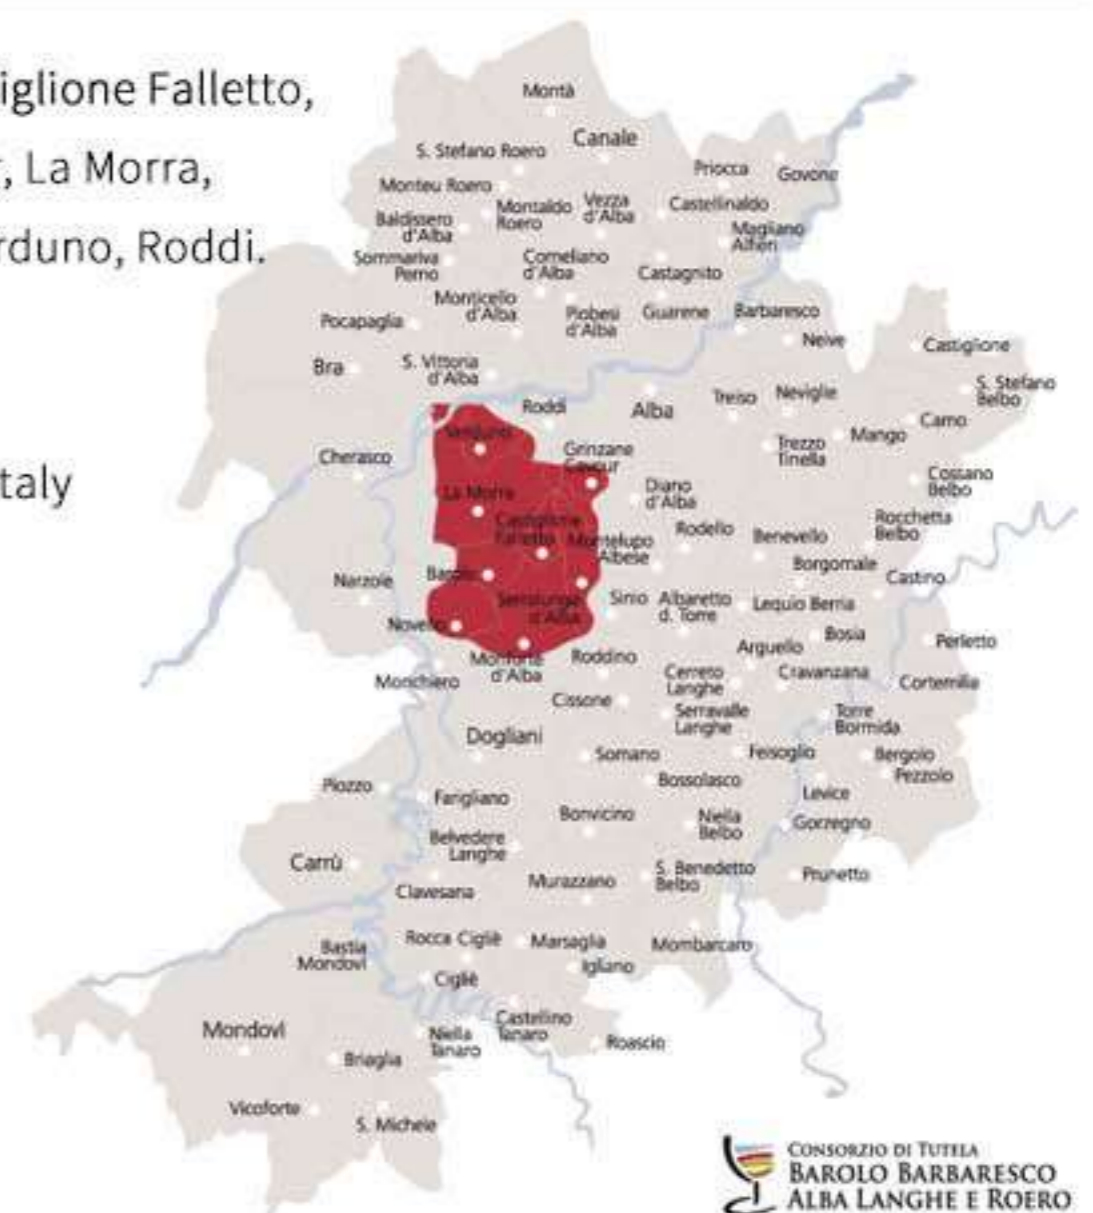 iglione Falletto,
, La Morra,
rduno, Roddi.
taly
Montà
Canale
S. Stefano Roero
Priocca
Govone
Monteu Roero
Montaldo
Roero
Vezza
d'Alba
Castellinaldo
Baldissero
d'Alba
Magliano
Alfieri
Sommariva
Perno
Corneliano
d'Alba
Castagnito
Monticello
d'Alba
Piobesi
d'Alba
Guarene
Barbaresco
Pocapaglia
Neive
Castiglione
Bra
S. Vittoria
d'Alba
S. Stefano
Belbo
Treiso
Neviglie
Roddi
Alba
Camo
Mango
Verduno
Trezzo
Tinella
Cherasco
Grinzane
Cavour
Cossano
Belbo
La Morra
Diano
d'Alba
Castiglione
Falletto
Rocchetta
Belbo
Rodello
Benevello
Montelupo
Albese
Borgomale
Castino
Narzole
Barolo
Serralunga
d'Alba
Sinio
Albaretto
d. Torre
Lequio Berria
Novello
Bosia
Perletto
Arguello
Monforte
d'Alba
Roddino
Monchiero
Cerreto
Langhe
Cravanzana
Cortemilia
Cissone
Serravalle
Langhe
Torre
Bormida
Dogliani
Somano
Feisoglio
Bergolo
Pezzolo
Bossolasco
Piozzo
Levice
Farigliano
Bonvicino
Niella
Belbo
Gorzegno
Belvedere
Langhe
Carrù
S. Benedetto
Belbo
Prunetto
Murazzano
Clavesana
Rocca Cigliè
Marsaglia
Mombarcaro
Bastia
Mondovì
Igliano
Cigliè
Castellino
Tanaro
Mondovì
Niella
Tanaro
Roascio
Briaglia
Vicoforte
S. Michele
CONSORZIO DI TUTELA
BAROLO BARBARESCO
ALBA LANGHE E ROERO